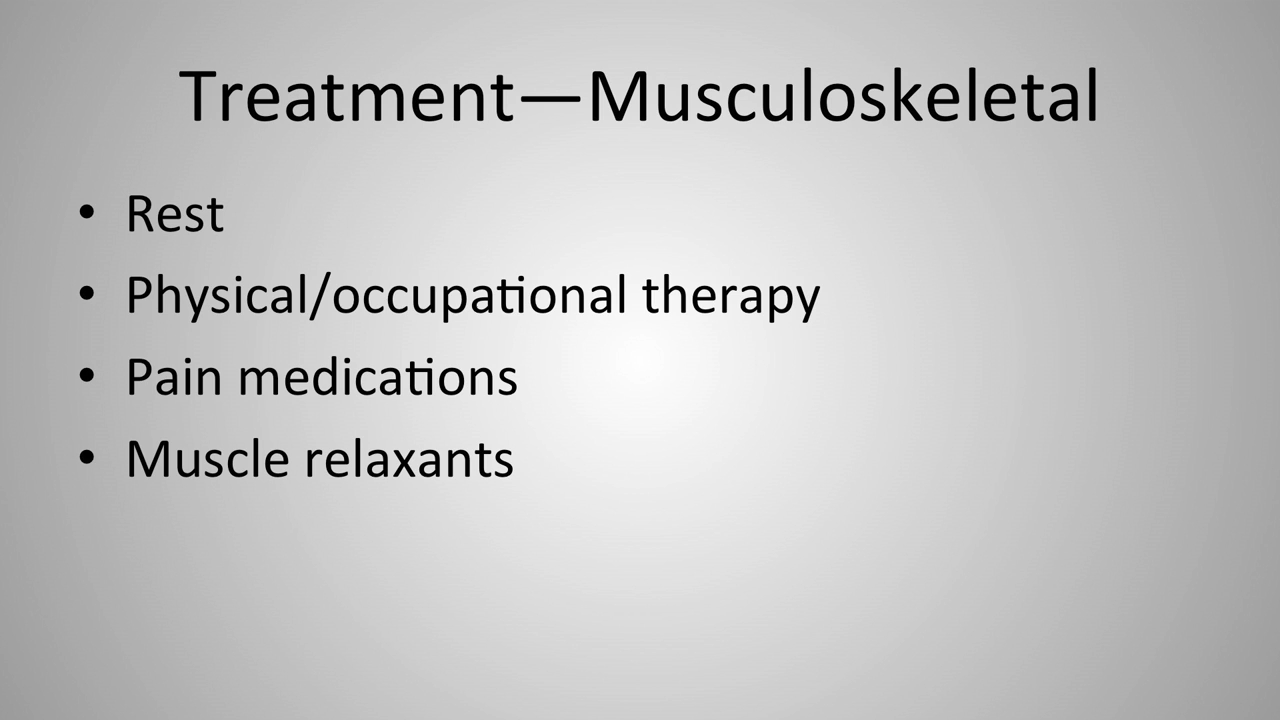 Treatment—Musculoskeletal
• Rest
• Physical/occupational therapy
• Pain medications
• Muscle relaxants